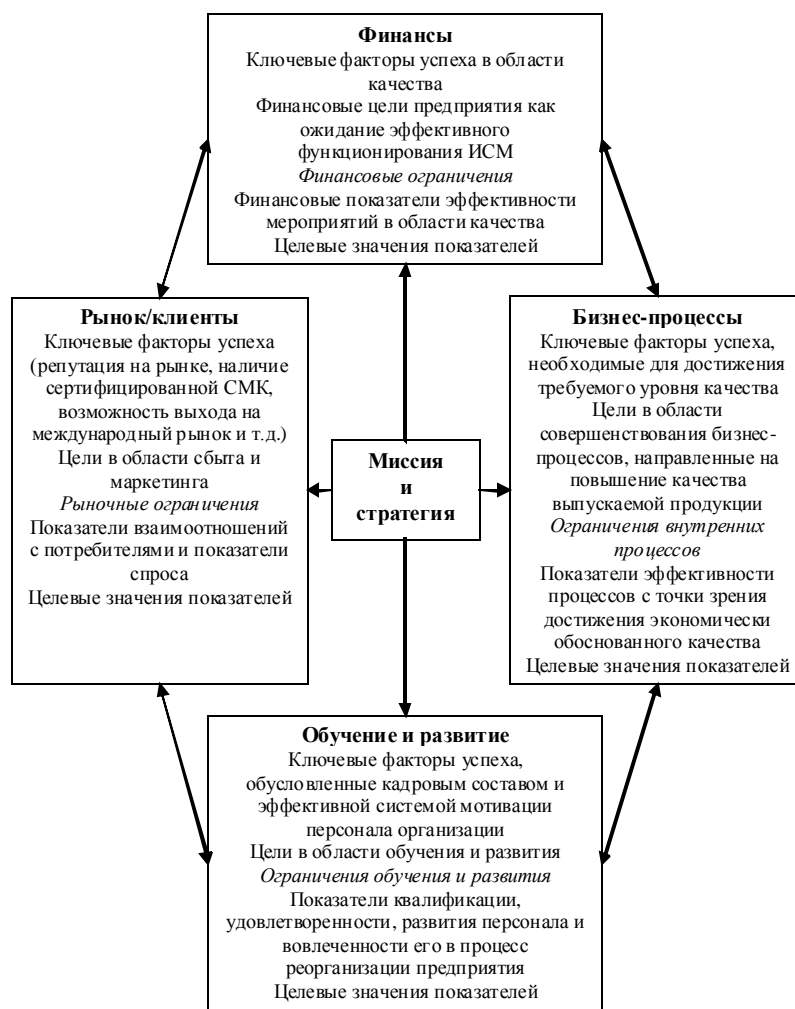 Финансы
Ключевые факторы успеха в области
качества
Финансовые цели предприятия как
ожидание эффективного
функционирования ИСМ
Финансовые ограничения
Финансовые показатели эффективности
мероприятий в области качества
Целевые значения показателей
Рынок/клиенты
Ключевые факторы успеха
(репутация на рынке, наличие
сертифицированной СМК,
возможность выхода на
международный рынок и т.д.)
Цели в области сбыта и
маркетинга
Рыночные ограничения
Показатели взаимоотношений
с потребителями и показатели
спроса
Целевые значения показателей
Миссия
и
стратегия
Бизнес-процессы
Ключевые факторы успеха,
необходимые для достижения
требуемого уровня качества
Цели в области
совершенствования бизнес-
процессов, направленные на
повышение качества
выпускаемой продукции
Ограничения внутренних
процессов
Показатели эффективности
процессов с точки зрения
достижения экономически
обоснованного качества
Целевые значения показателей
Обучение и развитие
Ключевые факторы успеха,
обусловленные кадровым составом и
эффективной системой мотивации
персонала организации
Цели в области обучения и развития
Ограничения обучения и развития
Показатели квалификации,
удовлетворенности, развития персонала и
вовлеченности его в процесс
реорганизации предприятия
Целевые значения показателей